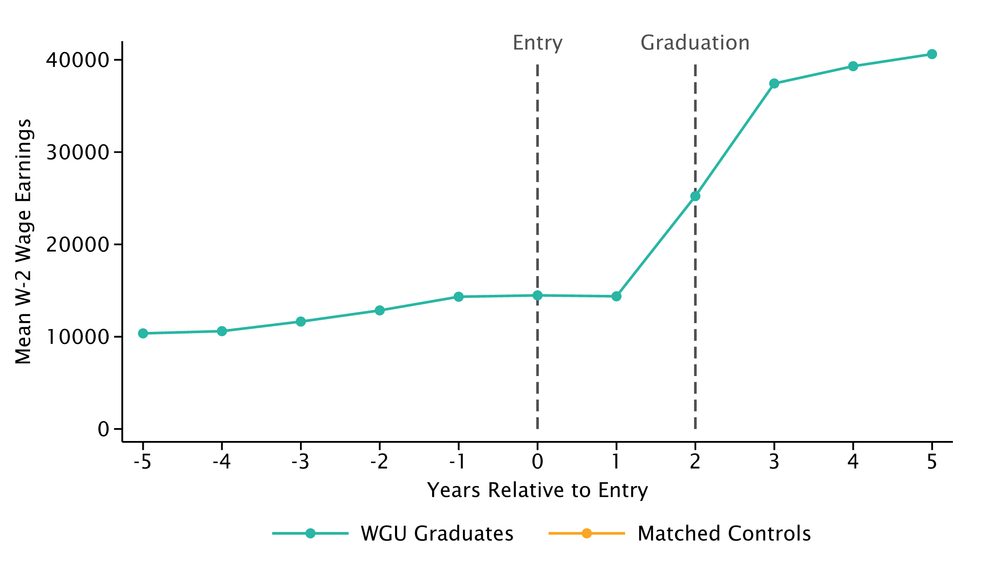 Entry
Graduation
Mean W-2 Wage Earnings
40000
30000
20000
10000
0
-5 -4 -3 -2 -1 0 1 2 3 4 5
Years Relative to Entry
WGU Graduates Matched Controls